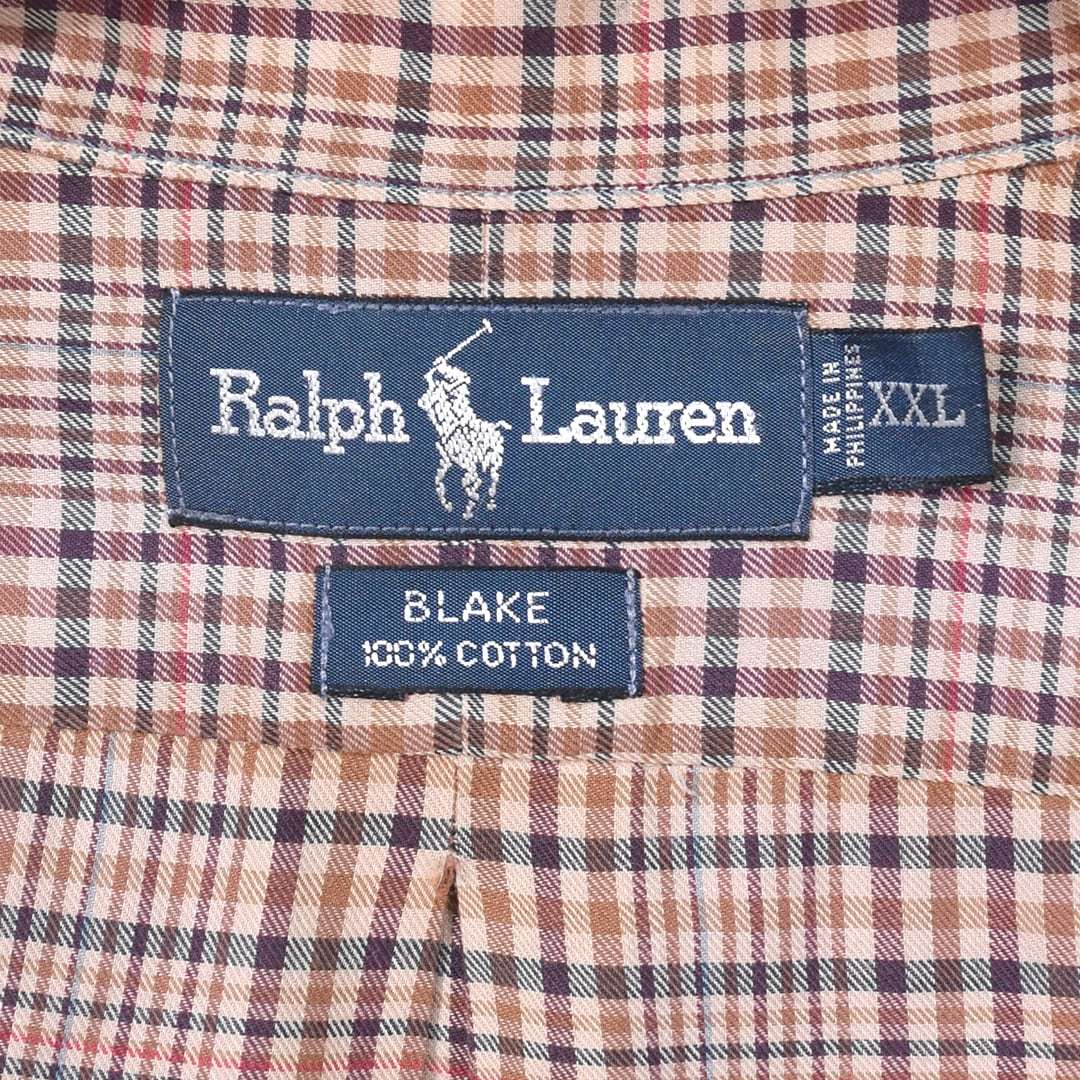 Ralph Lauren
MADE IN
PHILIPPINES
XXL
BLAKE
100% COTTON